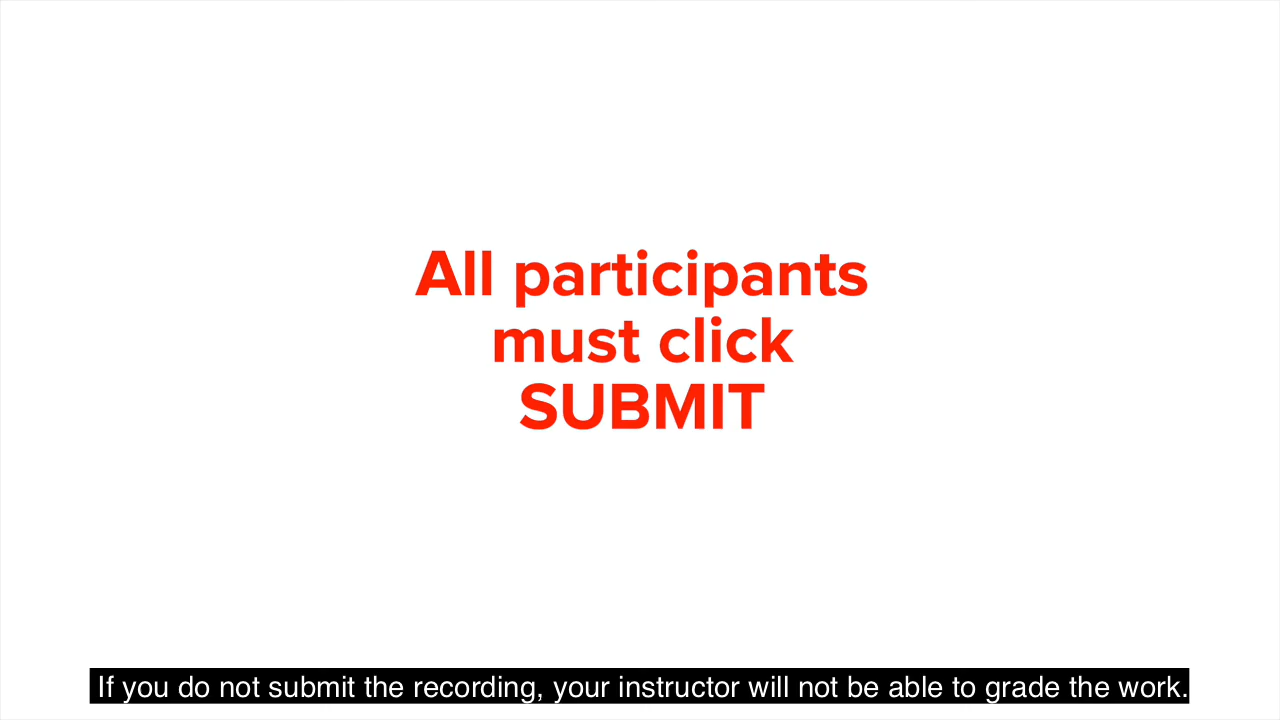 All participants
must click
SUBMIT
If you do not submit the recording, your instructor will not be able to grade the work.